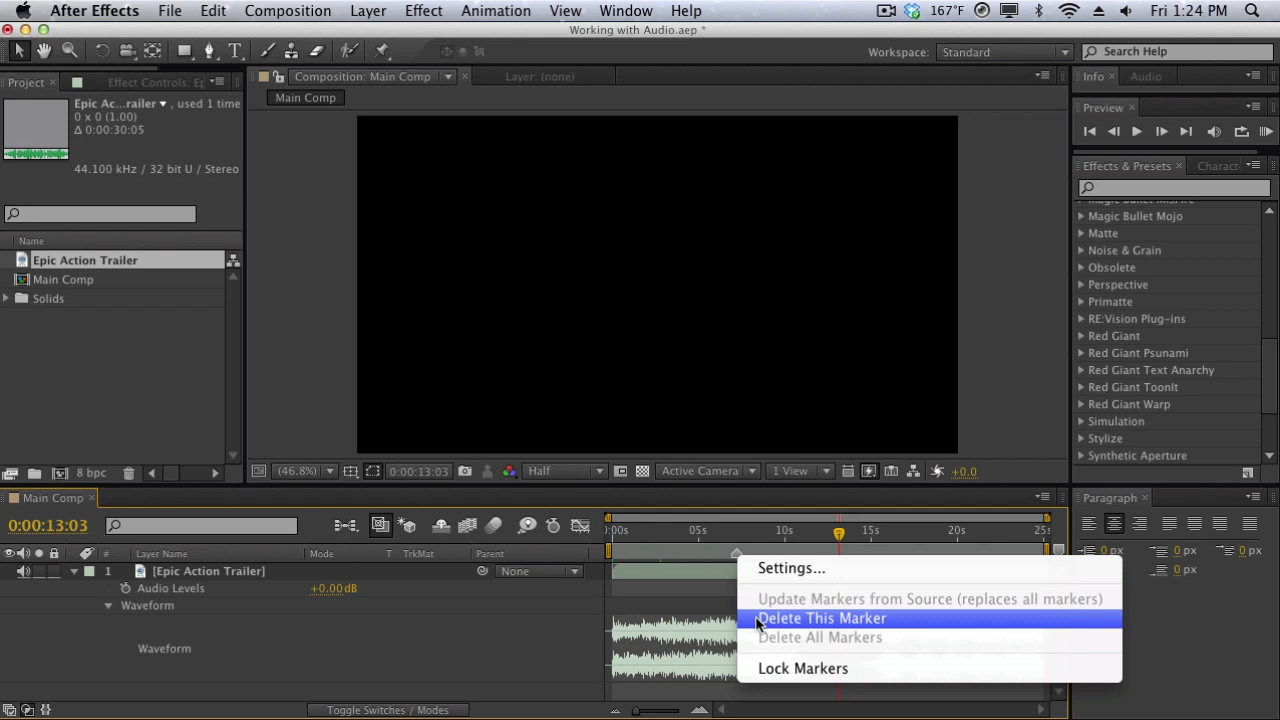 After Effects File Edit Composition Layer Effect Animation View Window Help 167°F Fri 1:24 PM
Working with Audio.aep *
Workspace: Standard Search Help
Project Effect Controls: Ep Composition: Main Comp Layer: (none) Info Audio
Main Comp
Epic Ac...railer , used 1 time
0 x 0 (1.00)
Δ 0:00:30:05
44.100 kHz / 32 bit U / Stereo
Preview
Effects & Presets Charact
Name
Epic Action Trailer
Main Comp
Solids
Magic Bullet Misfire
Magic Bullet Mojo
Matte
Noise & Grain
Obsolete
Perspective
Primatte
RE:Vision Plug-ins
Red Giant
Red Giant Psunami
Red Giant Text Anarchy
Red Giant ToonIt
Red Giant Warp
Simulation
Stylize
Synthetic Aperture
8 bpc (46.8%) 0:00:13:03 Half Active Camera 1 View +0.0
Main Comp Paragraph
0:00:13:03 :00s 05s 10s 15s 20s 25s
# Layer Name Mode T TrkMat Parent
1 [Epic Action Trailer] None
Audio Levels +0.00dB
Waveform
Waveform
Settings...
Update Markers from Source (replaces all markers)
Delete This Marker
Delete All Markers
Lock Markers
0 px 0 px 0 px
0 px 0 px
Toggle Switches / Modes